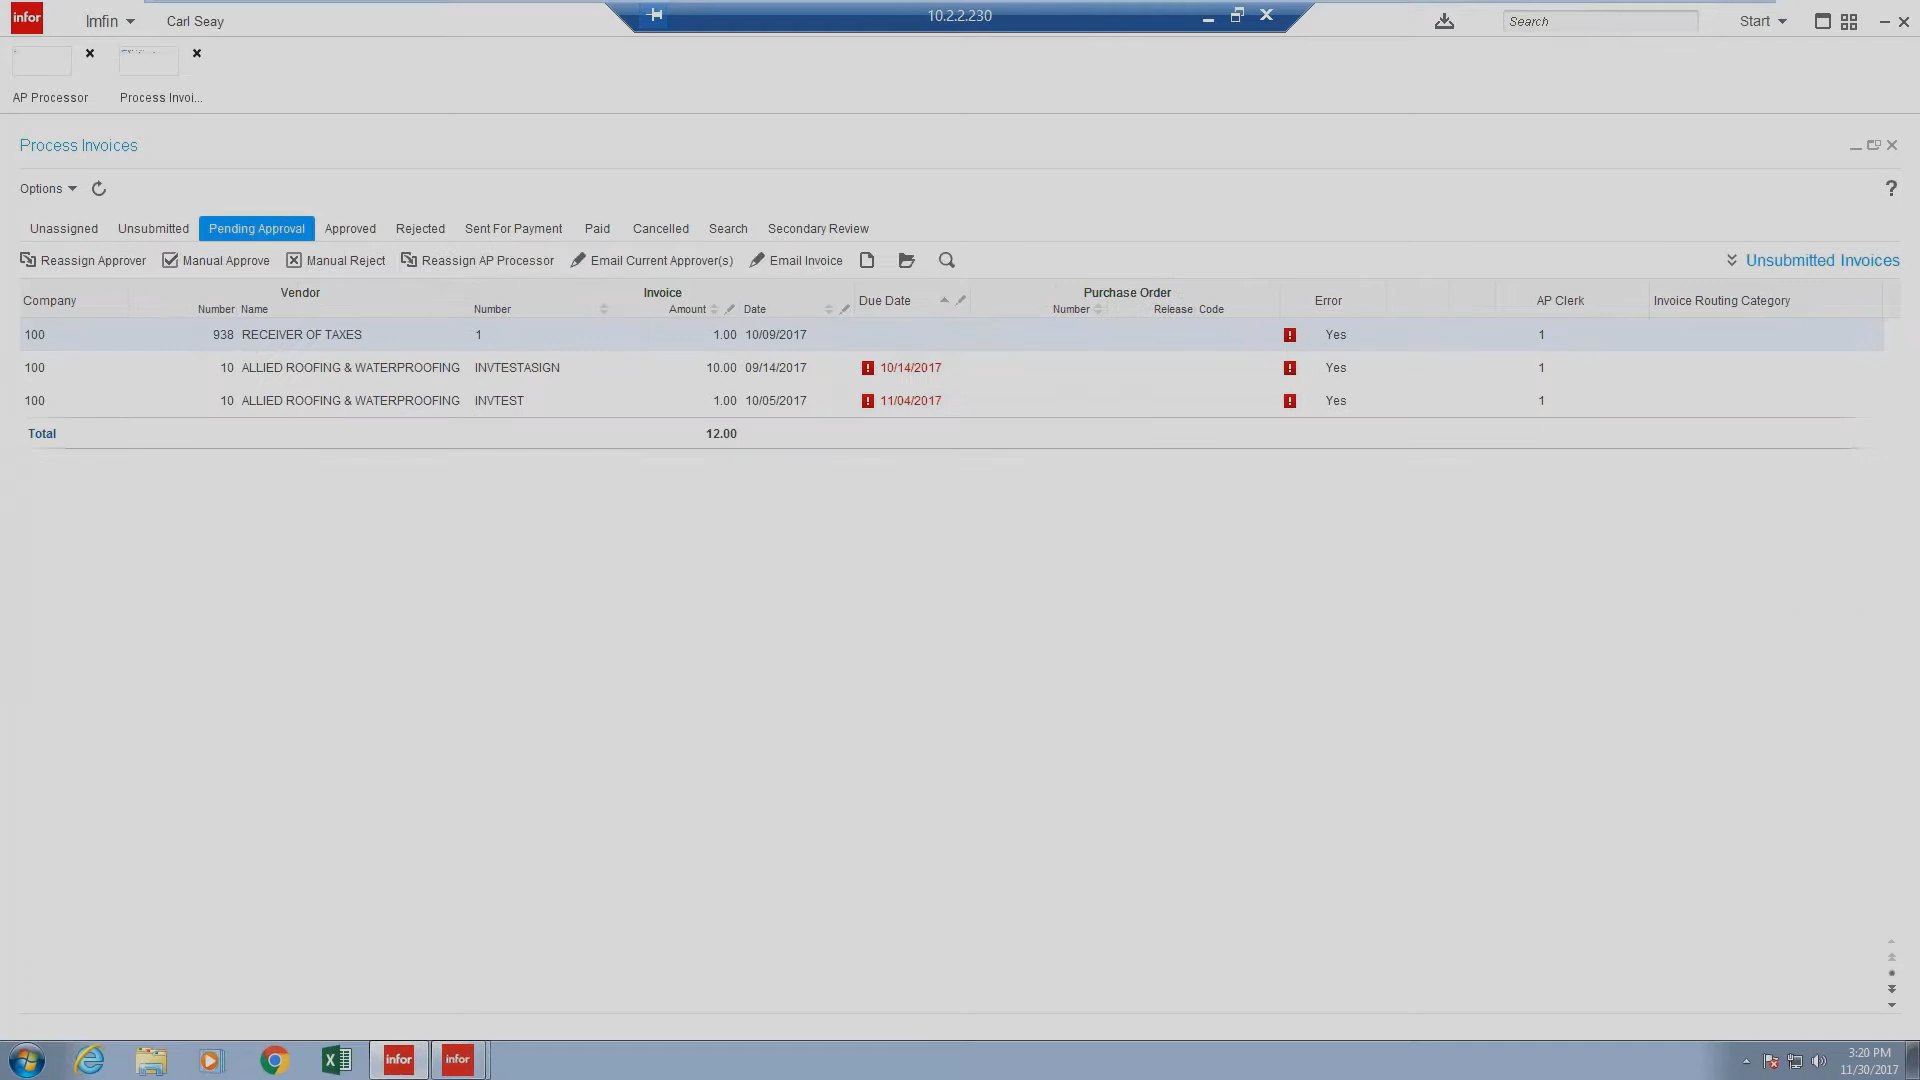 infor
lmfin
Carl Seay
10.2.2.230
Search
Start
AP Processor
Process Invoi...
Process Invoices
Options
?
Unassigned Unsubmitted Pending Approval Approved Rejected Sent For Payment Paid Cancelled Search Secondary Review
Reassign Approver Manual Approve Manual Reject Reassign AP Processor Email Current Approver(s) Email Invoice
Unsubmitted Invoices
Company Vendor Invoice Due Date Purchase Order Error AP Clerk Invoice Routing Category
Number Name Number Amount Date Number Release Code
100 938 RECEIVER OF TAXES 1 1.00 10/09/2017 ! Yes 1
100 10 ALLIED ROOFING & WATERPROOFING INVTESTASIGN 10.00 09/14/2017 ! 10/14/2017 ! Yes 1
100 10 ALLIED ROOFING & WATERPROOFING INVTEST 1.00 10/05/2017 ! 11/04/2017 ! Yes 1
Total 12.00
infor
infor
3:20 PM
11/30/2017